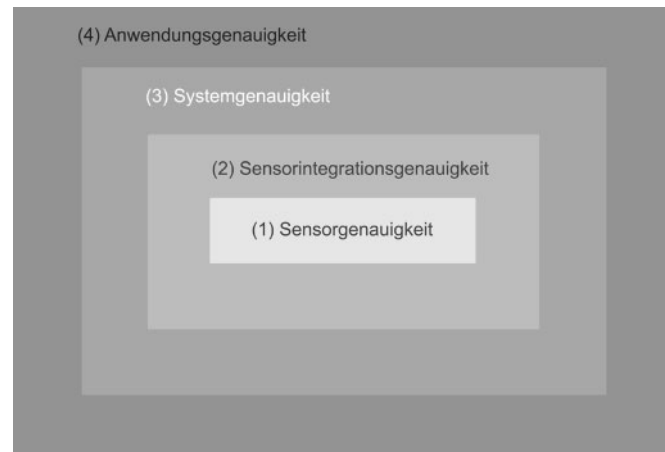 (4) Anwendungsgenauigkeit
(3) Systemgenauigkeit
(2) Sensorintegrationsgenauigkeit
(1) Sensorgenauigkeit